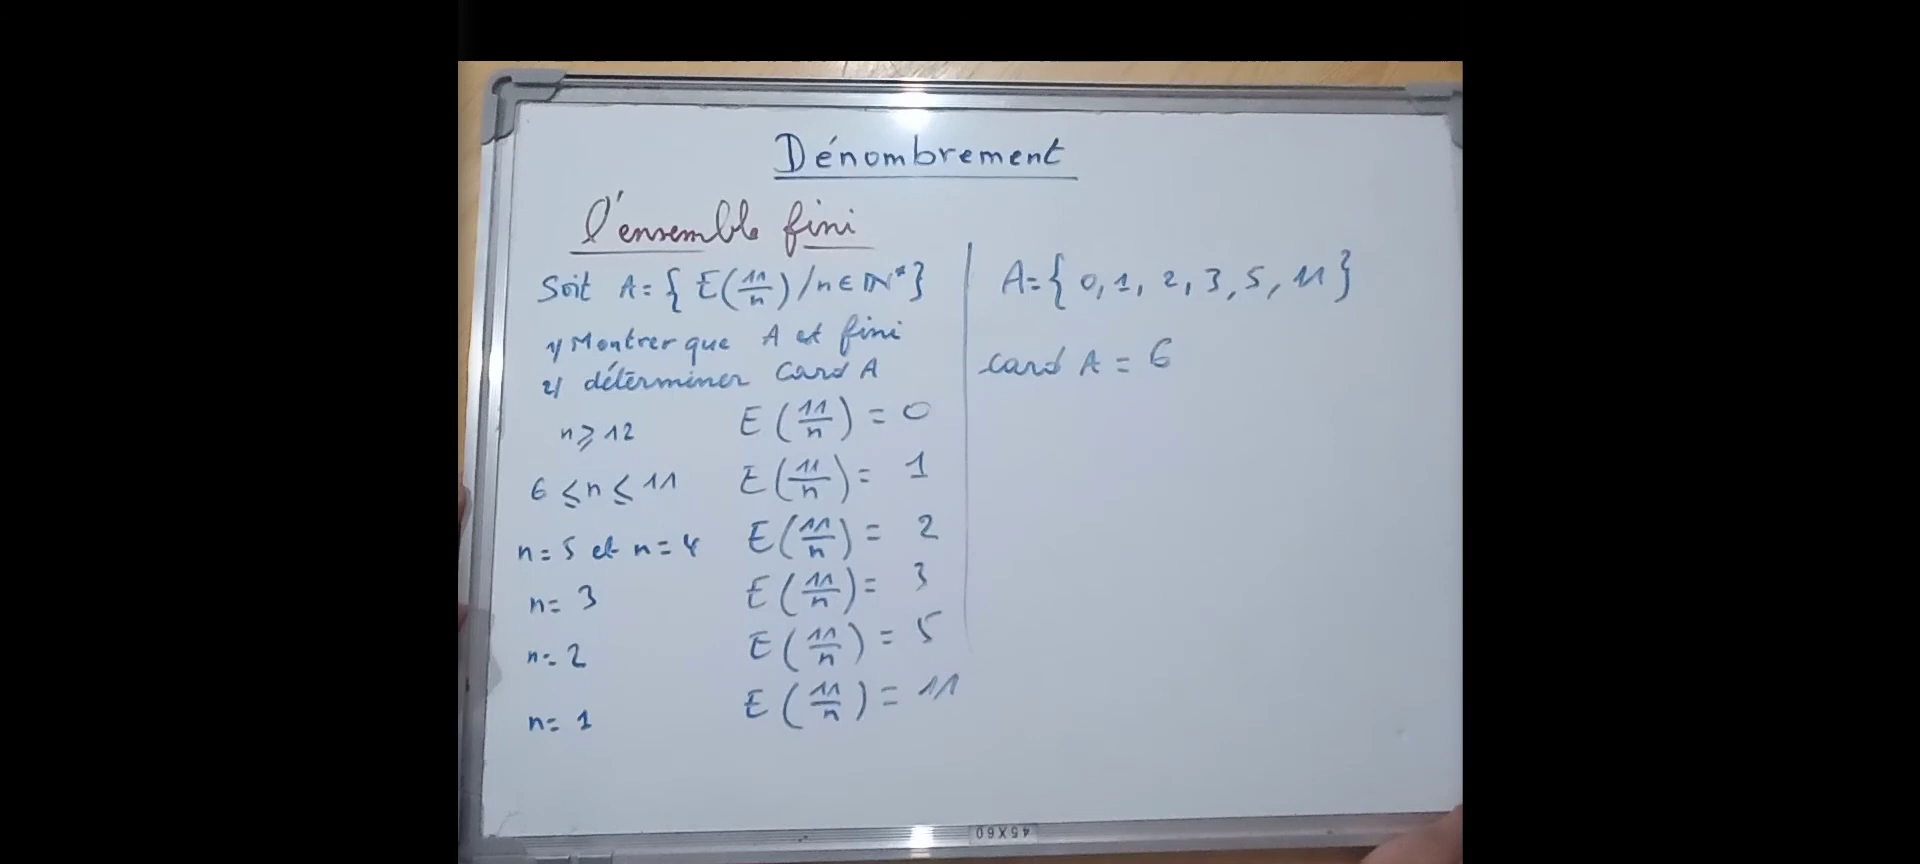 Dénombrement
l'ensemble fini
Soit A = { E(11/n) / n ∈ ℕ* }
1/ Montrer que A et fini
2/ déterminer Card A
n ⩾ 12 E(11/n) = 0
6 ≤ n ≤ 11 E(11/n) = 1
n = 5 et n = 4 E(11/n) = 2
n = 3 E(11/n) = 3
n = 2 E(11/n) = 5
n = 1 E(11/n) = 11
A = { 0, 1, 2, 3, 5, 11 }
card A = 6
45X60